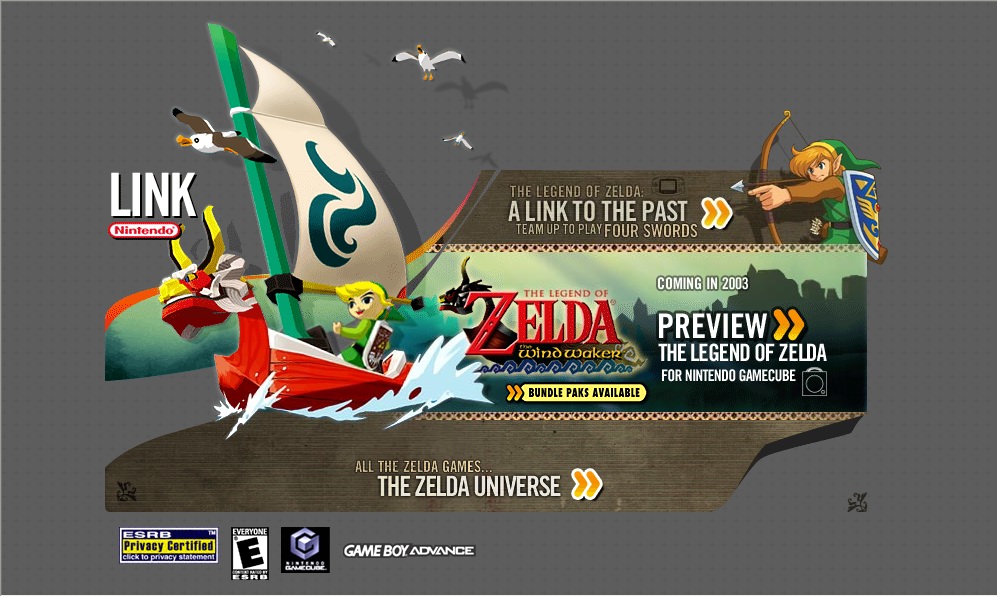 LINK
Nintendo®
THE LEGEND OF ZELDA:
A LINK TO THE PAST
TEAM UP TO PLAY FOUR SWORDS
THE LEGEND OF
ZELDA®
The Wind Waker
BUNDLE PAKS AVAILABLE
COMING IN 2003
PREVIEW
THE LEGEND OF ZELDA
FOR NINTENDO GAMECUBE
ALL THE ZELDA GAMES...
THE ZELDA UNIVERSE
ESRB TM
Privacy Certified
click to privacy statement
EVERYONE
E
CONTENT RATED BY
ESRB
NINTENDO
GAMECUBE
GAME BOY ADVANCE